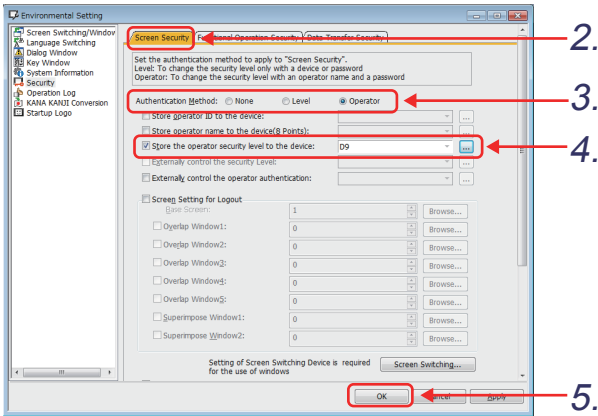 Environmental Setting
Screen Switching/Window
Language Switching
Dialog Window
Key Window
System Information
Security
Operation Log
KANA KANJI Conversion
Startup Logo
Screen Security
Operation Security
Data Transfer Security
2.
Set the authentication method to apply to "Screen Security".
Level: To change the security level only with a device or password
Operator: To change the security level with an operator name and a password
Authentication Method: None Level Operator
3.
Store operator ID to the device: ...
Store operator name to the device(8 Points): ...
Store the operator security level to the device: D9 ...
4.
Externally control the security Level: ...
Externally control the operator authentication: ...
Screen Setting for Logout
Base Screen: 1 Browse...
Overlap Window1: 0 Browse...
Overlap Window2: 0 Browse...
Overlap Window3: 0 Browse...
Overlap Window4: 0 Browse...
Overlap Window5: 0 Browse...
Superimpose Window1: 0 Browse...
Superimpose Window2: 0 Browse...
Setting of Screen Switching Device is required
for the use of windows
Screen Switching...
OK Cancel Apply
5.